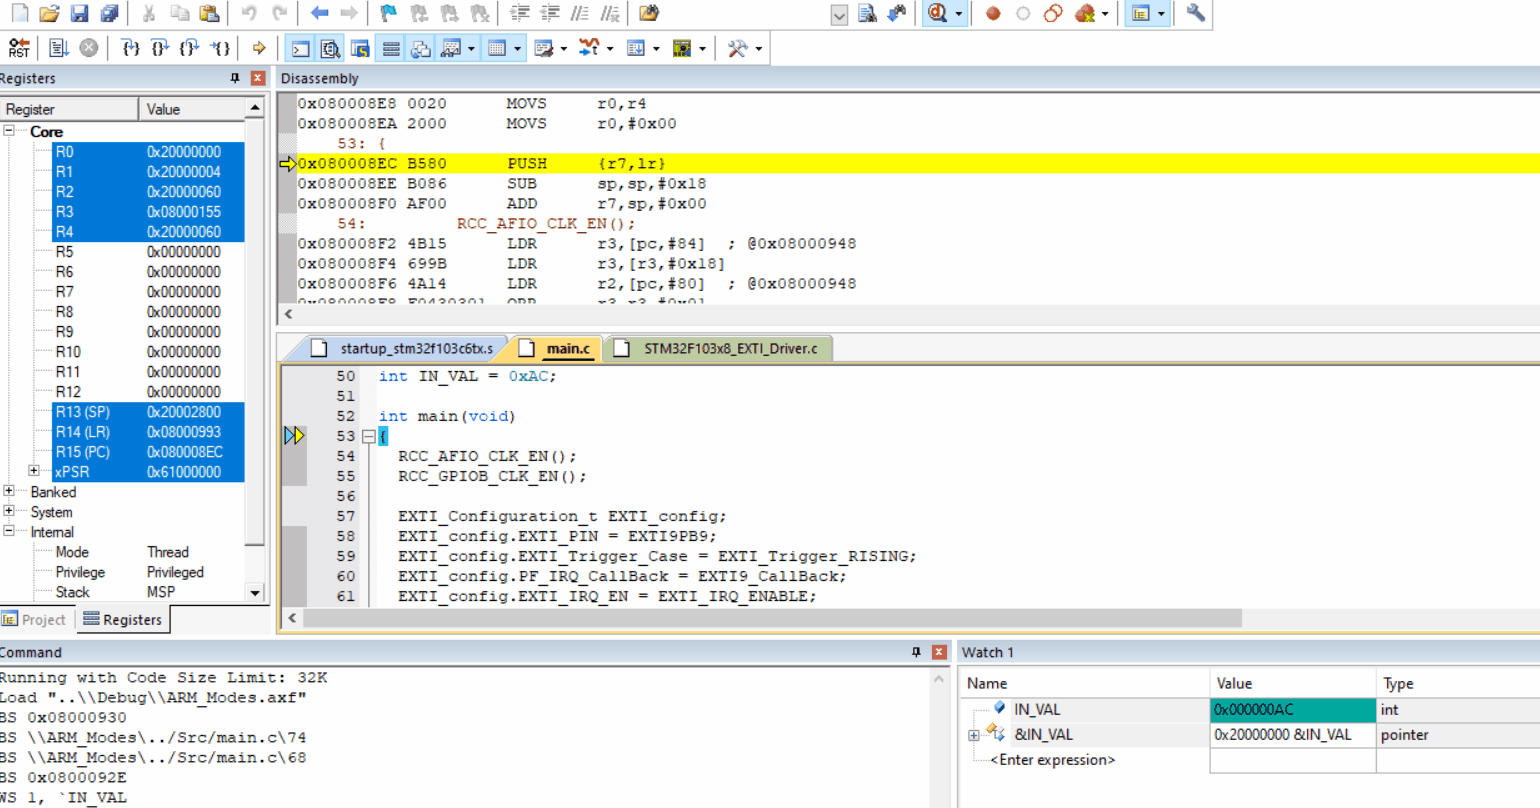 RST
Registers
Disassembly
Register Value
Core
R0 0x20000000
R1 0x20000004
R2 0x20000060
R3 0x08000155
R4 0x20000060
R5 0x00000000
R6 0x00000000
R7 0x00000000
R8 0x00000000
R9 0x00000000
R10 0x00000000
R11 0x00000000
R12 0x00000000
R13 (SP) 0x20002800
R14 (LR) 0x08000993
R15 (PC) 0x080008EC
xPSR 0x61000000
Banked
System
Internal
Mode Thread
Privilege Privileged
Stack MSP
Project Registers
0x080008E8 0020 MOVS r0,r4
0x080008EA 2000 MOVS r0,#0x00
53: {
0x080008EC B580 PUSH {r7,lr}
0x080008EE B086 SUB sp,sp,#0x18
0x080008F0 AF00 ADD r7,sp,#0x00
54: RCC_AFIO_CLK_EN();
0x080008F2 4B15 LDR r3,[pc,#84] ; @0x08000948
0x080008F4 699B LDR r3,[r3,#0x18]
0x080008F6 4A14 LDR r2,[pc,#80] ; @0x08000948
0x080008F8 F0430301 ORR r3,r3,#0x01
startup_stm32f103c6tx.s main.c STM32F103x8_EXTI_Driver.c
50 int IN_VAL = 0xAC;
51
52 int main(void)
53 {
54 RCC_AFIO_CLK_EN();
55 RCC_GPIOB_CLK_EN();
56
57 EXTI_Configuration_t EXTI_config;
58 EXTI_config.EXTI_PIN = EXTI9PB9;
59 EXTI_config.EXTI_Trigger_Case = EXTI_Trigger_RISING;
60 EXTI_config.PF_IRQ_CallBack = EXTI9_CallBack;
61 EXTI_config.EXTI_IRQ_EN = EXTI_IRQ_ENABLE;
Command
Running with Code Size Limit: 32K
Load "..\\Debug\\ARM_Modes.axf"
BS 0x08000930
BS \\ARM_Modes\../Src/main.c\74
BS \\ARM_Modes\../Src/main.c\68
BS 0x0800092E
WS 1, `IN_VAL
Watch 1
Name Value Type
IN_VAL 0x000000AC int
&IN_VAL 0x20000000 &IN_VAL pointer
<Enter expression>